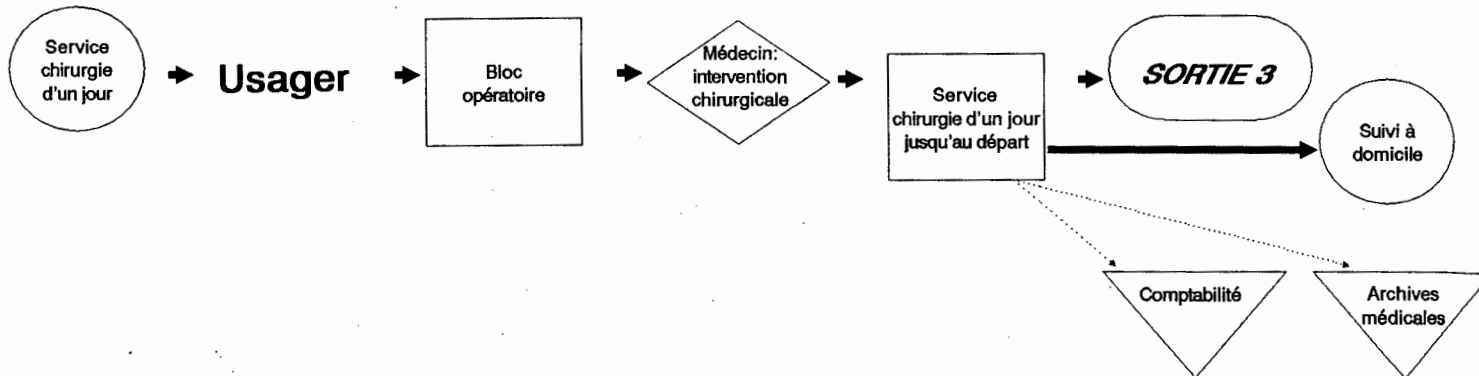 Service
chirurgie
d'un jour
Usager
Bloc
opératoire
Médecin:
intervention
chirurgicale
Service
chirurgie d'un jour
jusqu'au départ
SORTIE 3
Suivi à
domicile
Comptabilité
Archives
médicales